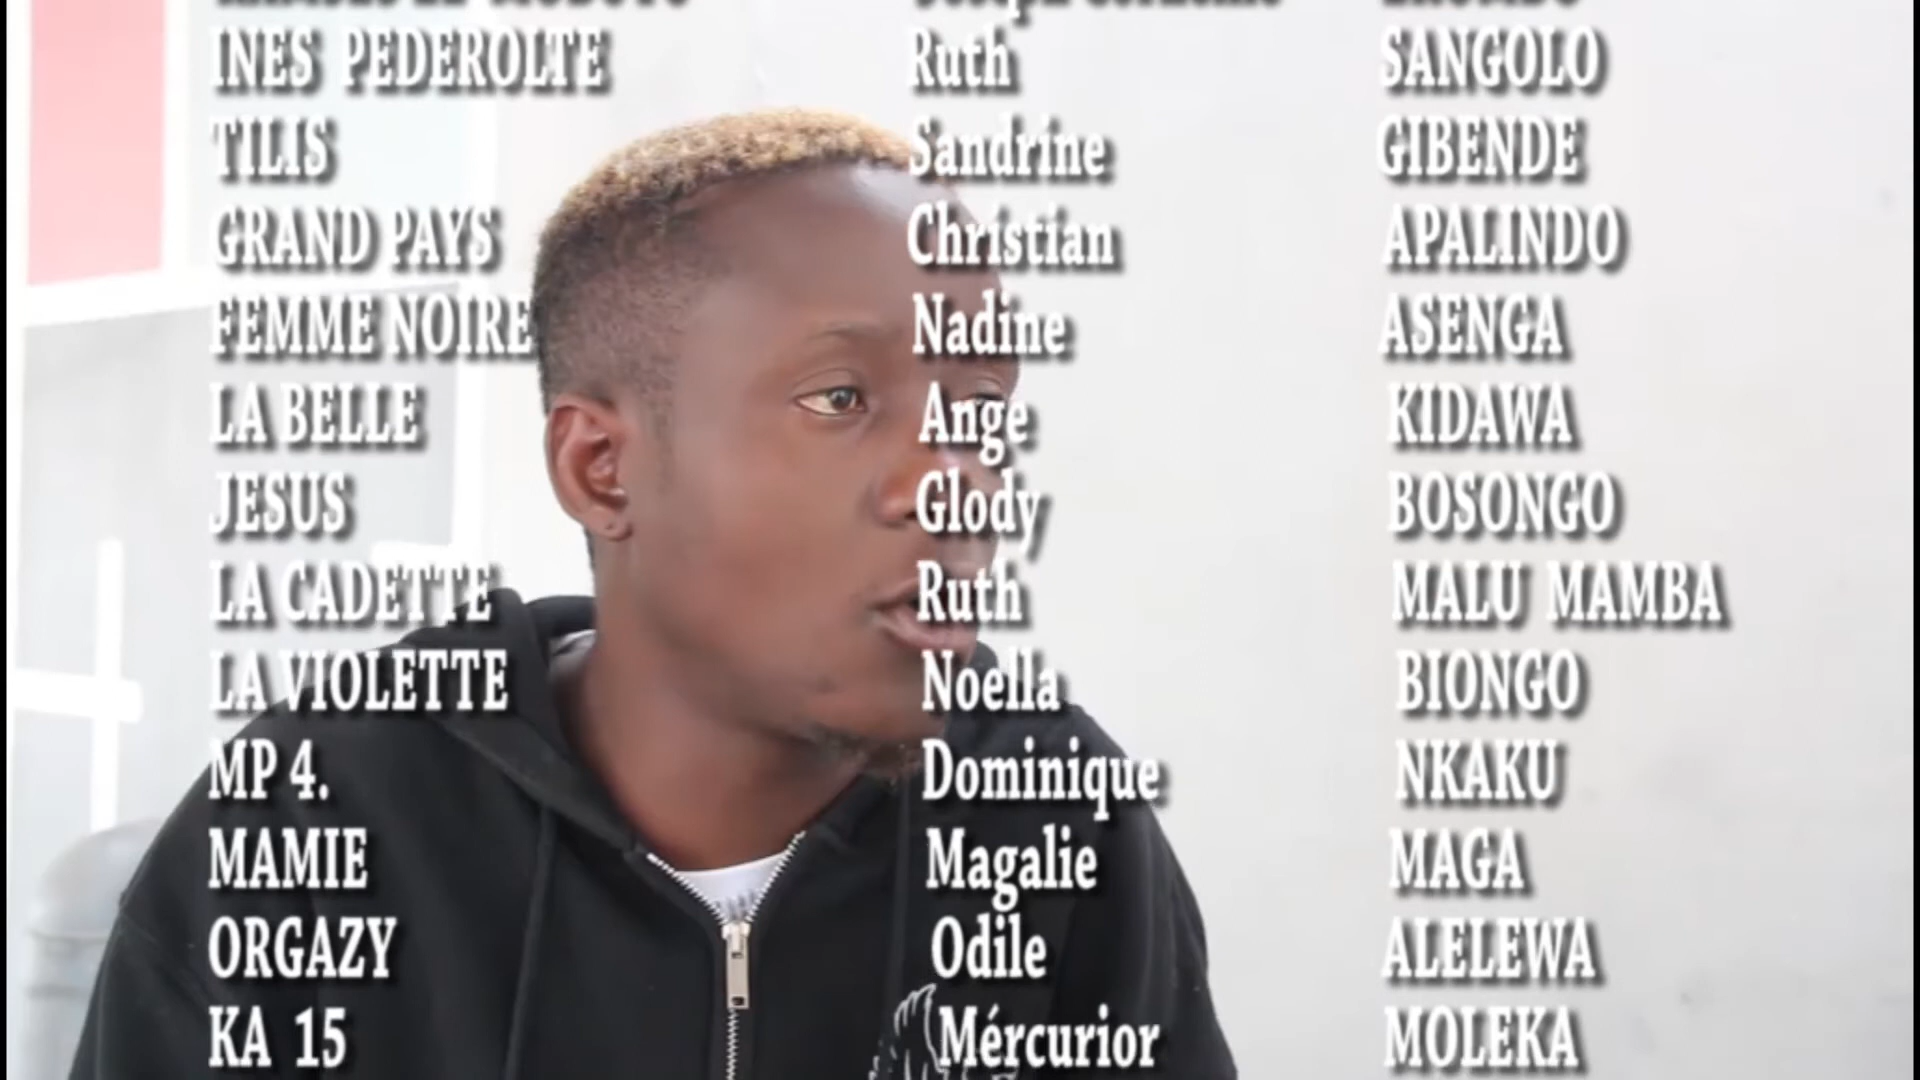 INES PEDEROLTE Ruth SANGOLO
TILIS Sandrine GIBENDE
GRAND PAYS Christian APALINDO
FEMME NOIRE Nadine ASENGA
LA BELLE Ange KIDAWA
JESUS Glody BOSONGO
LA CADETTE Ruth MALU MAMBA
LA VIOLETTE Noella BIONGO
MP 4. Dominique NKAKU
MAMIE Magalie MAGA
ORGAZY Odile ALELEWA
KA 15 Mércurior MOLEKA